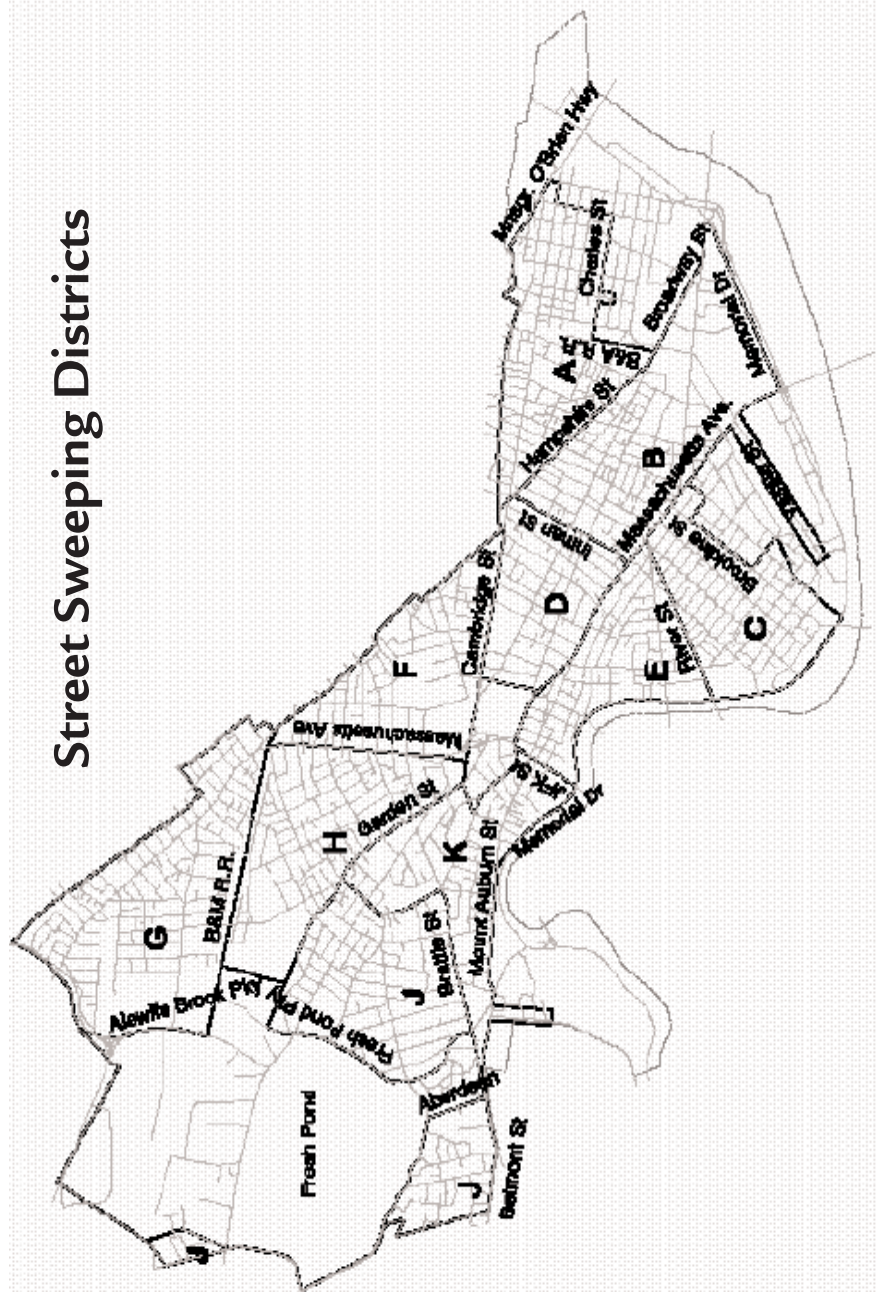 Street Sweeping Districts
Msgr. O'Brien Hwy
Charles St
Broadway St
Memorial Dr
B&A R.R.
A
Hampshire St
B
Massachusetts Ave.
Vassar St
Brookline St
Inman St
Cambridge St
D
River St
C
E
F
Massachusetts Ave
JFK St
Memorial Dr
Garden St
H
K
Mount Auburn St
B&M R.R.
G
Brattle St
J
Alewife Brook Pky
Fresh Pond Pky
Aberdeen
Fresh Pond
J
Belmont St
J